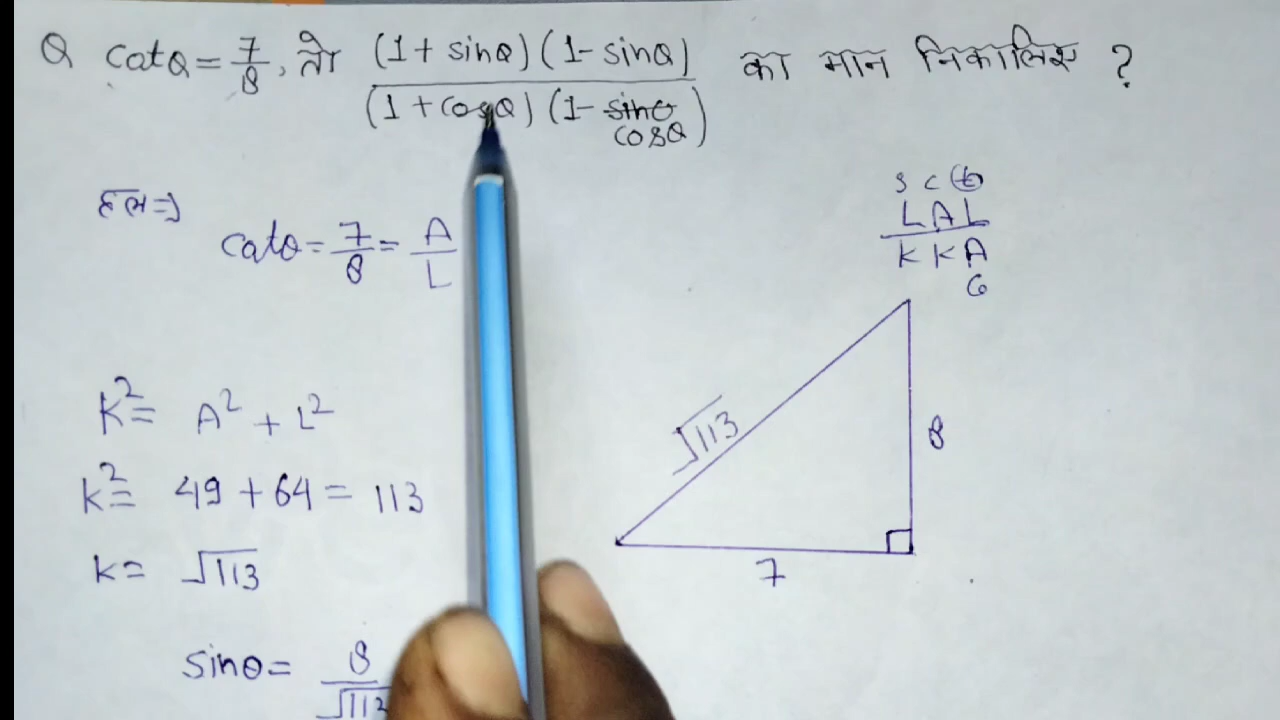 Q cotθ = 7/8, तो (1 + sinθ)(1 - sinθ) / (1 + cosθ)(1 - cosθ) का मान निकालिए ?
हल =>
cotθ = 7/8 = A/L
S C t
L A L
K K A
C
K² = A² + L²
K² = 49 + 64 = 113
K = √113
√113
8
7
sinθ = 8/√113